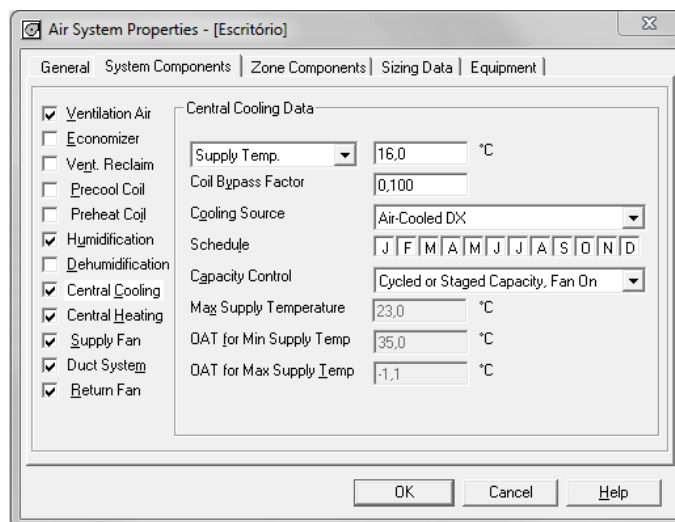 Air System Properties - [Escritório]
General System Components Zone Components Sizing Data Equipment
Ventilation Air
Economizer
Vent. Reclaim
Precool Coil
Preheat Coil
Humidification
Dehumidification
Central Cooling
Central Heating
Supply Fan
Duct System
Return Fan
Central Cooling Data
Supply Temp. 16,0 °C
Coil Bypass Factor 0,100
Cooling Source Air-Cooled DX
Schedule J F M A M J J A S O N D
Capacity Control Cycled or Staged Capacity, Fan On
Max Supply Temperature 23,0 °C
OAT for Min Supply Temp 35,0 °C
OAT for Max Supply Temp -1,1 °C
OK Cancel Help